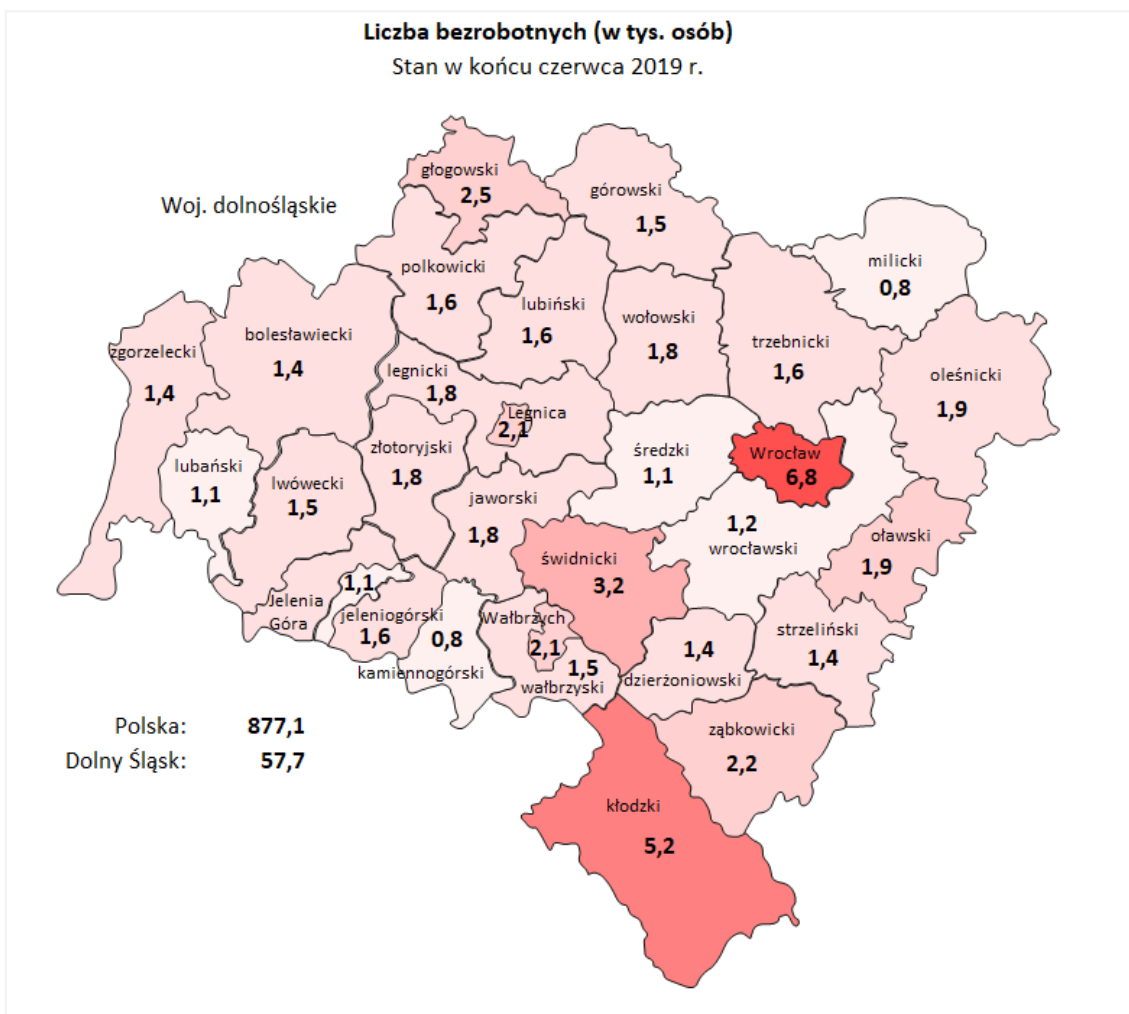 Liczba bezrobotnych (w tys. osób)
Stan w końcu czerwca 2019 r.
Woj. dolnośląskie
głogowski
2,5
górowski
1,5
milicki
0,8
polkowicki
1,6
lubiński
1,6
wołowski
1,8
trzebnicki
1,6
oleśnicki
1,9
bolesławiecki
1,4
zgorzelecki
1,4
legnicki
1,8
Legnica
2,1
złotoryjski
1,8
średzki
1,1
Wrocław
6,8
lubański
1,1
lwówecki
1,5
jaworski
1,8
1,2
wrocławski
oławski
1,9
świdnicki
3,2
1,1
Jelenia
Góra
jeleniogórski
1,6
0,8
kamiennogórski
Wałbrzych
2,1
1,5
wałbrzyski
1,4
dzierżoniowski
strzeliński
1,4
ząbkowicki
2,2
kłodzki
5,2
Polska: 877,1
Dolny Śląsk: 57,7